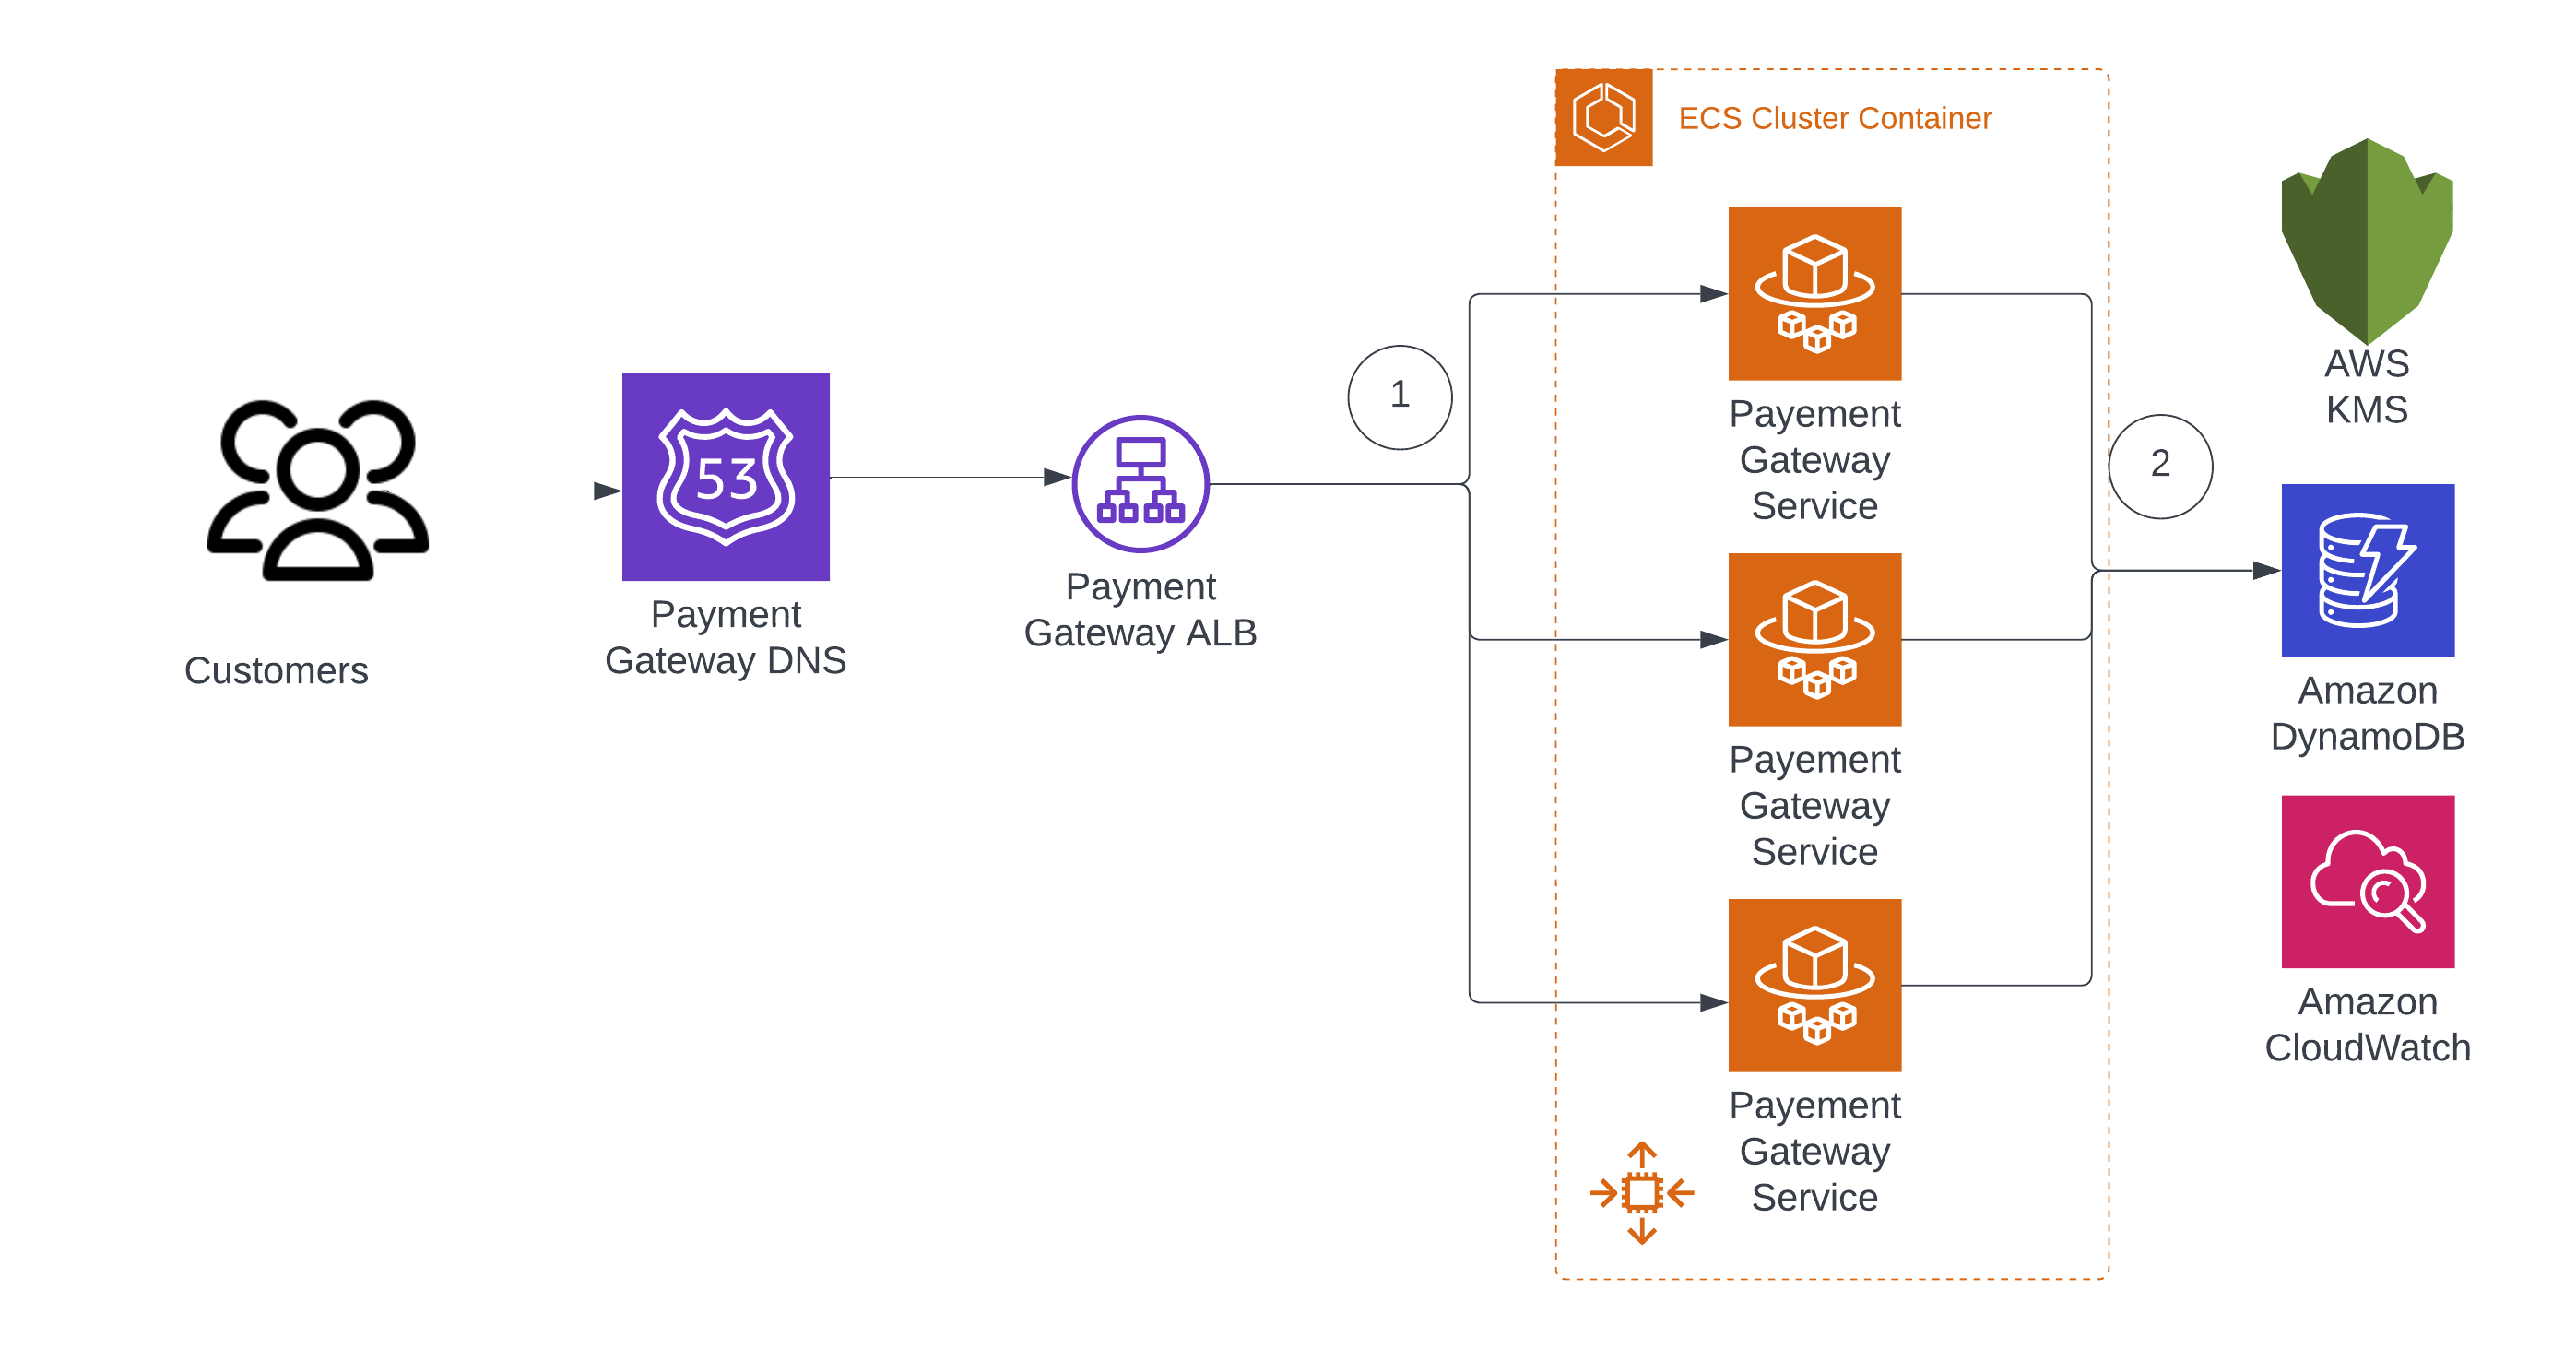 Customers
53
Payment
Gateway DNS
Payment
Gateway ALB
1
ECS Cluster Container
Payement
Gateway
Service
Payement
Gateway
Service
Payement
Gateway
Service
2
AWS
KMS
Amazon
DynamoDB
Amazon
CloudWatch